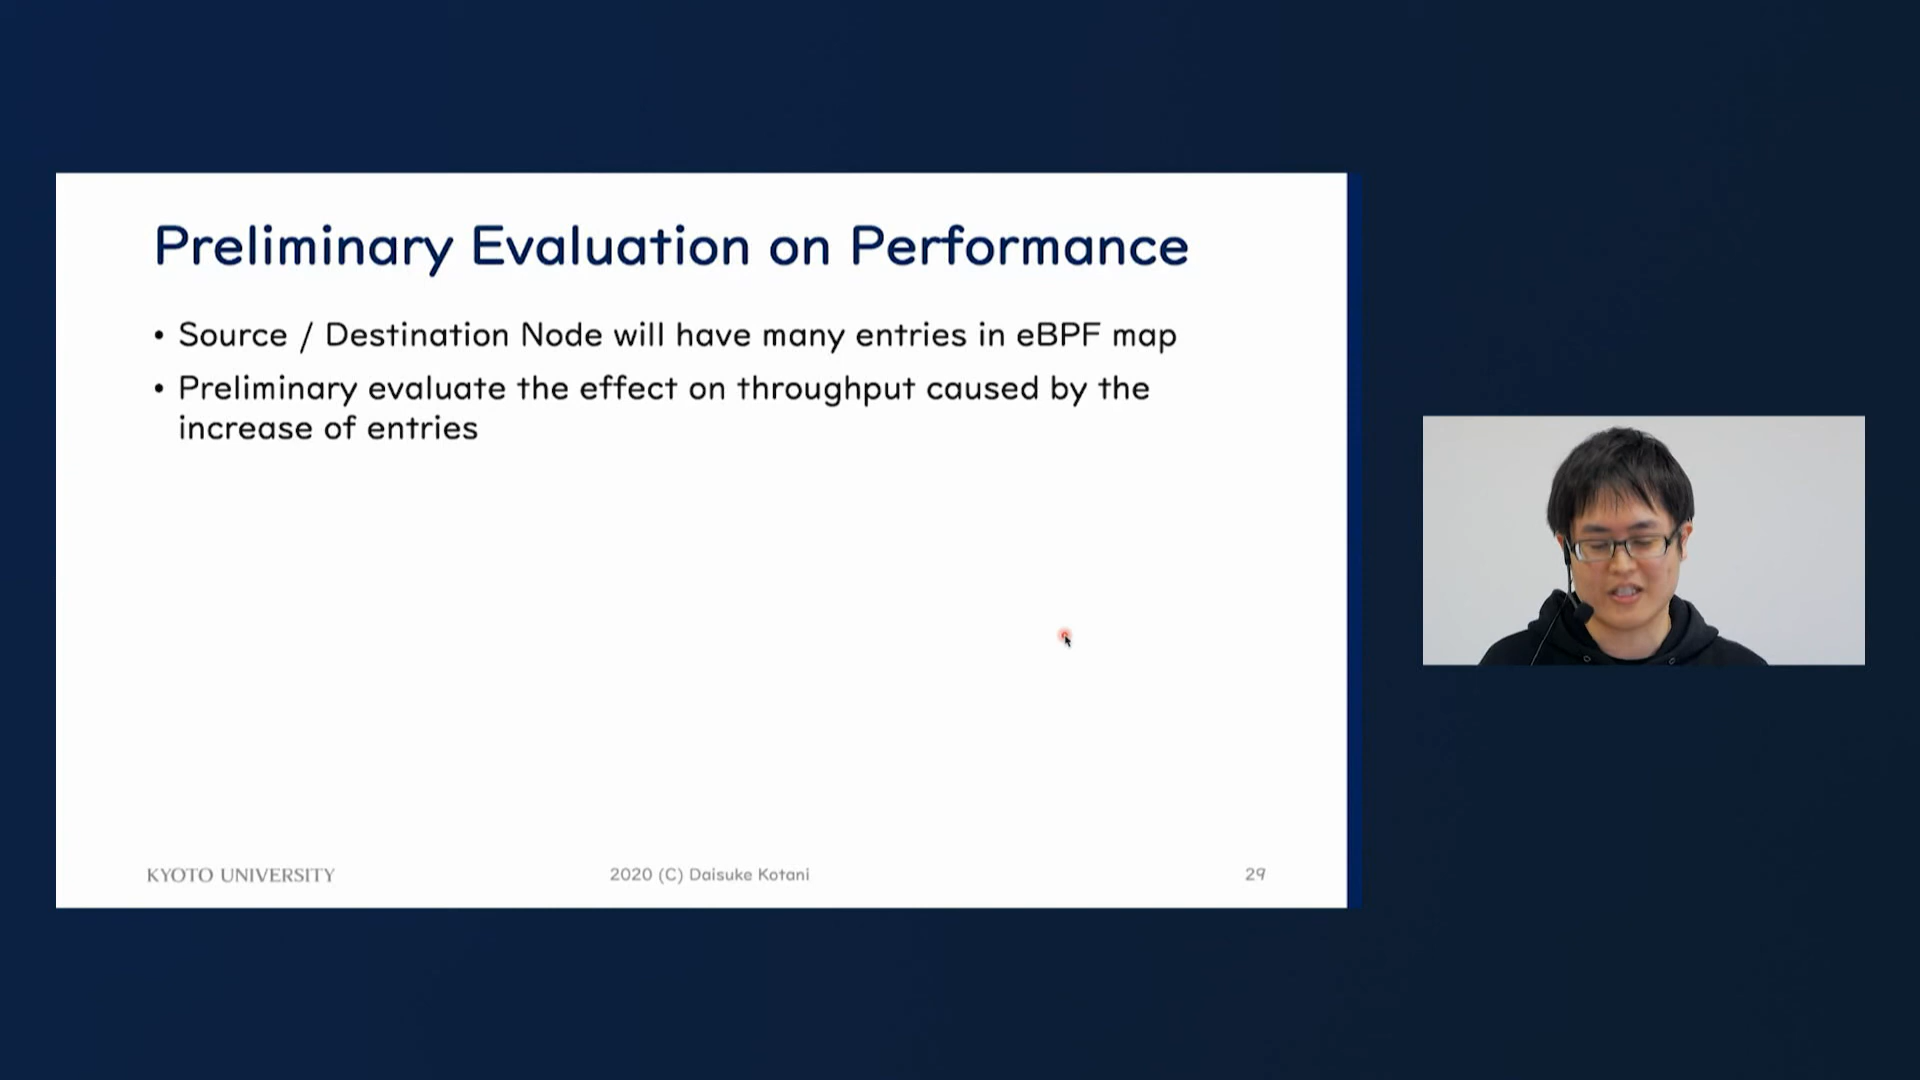 Preliminary Evaluation on Performance
• Source / Destination Node will have many entries in eBPF map
• Preliminary evaluate the effect on throughput caused by the
increase of entries
KYOTO UNIVERSITY
2020 (C) Daisuke Kotani
29